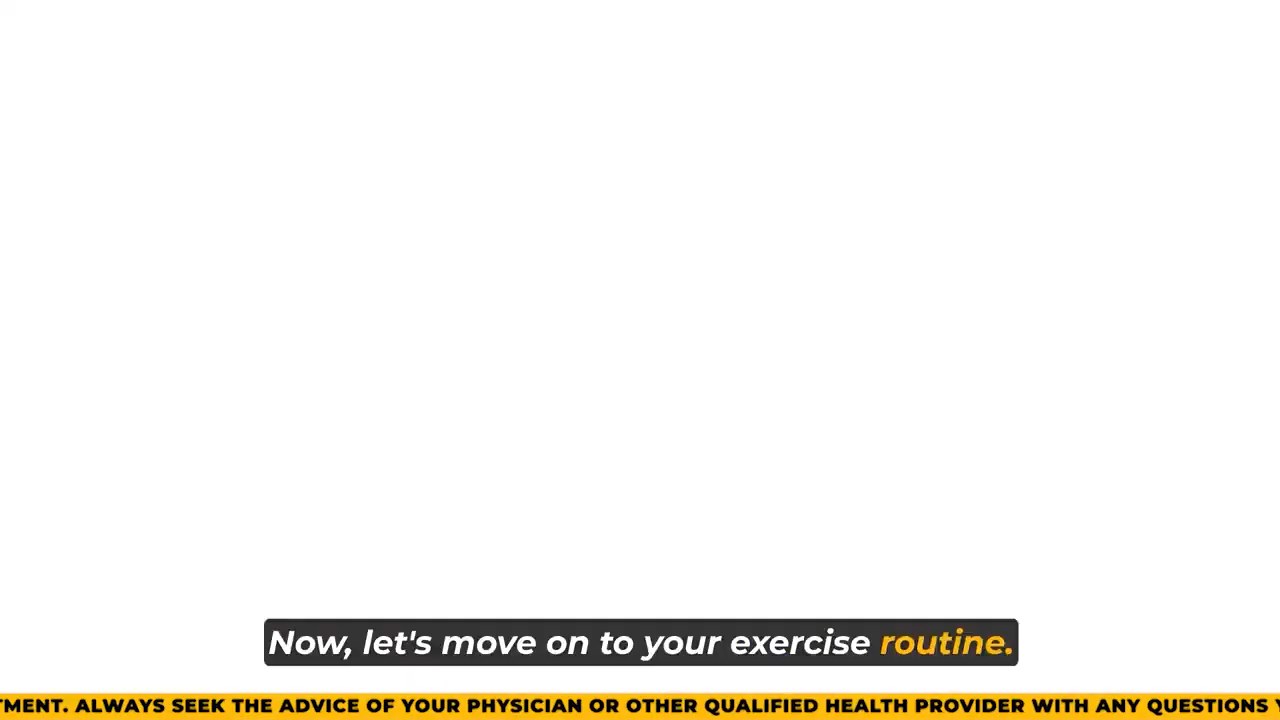 Now, let's move on to your exercise routine.
TMENT. ALWAYS SEEK THE ADVICE OF YOUR PHYSICIAN OR OTHER QUALIFIED HEALTH PROVIDER WITH ANY QUESTIONS Y